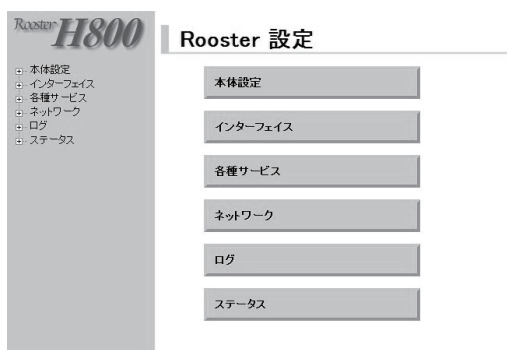 Rooster H800
本体設定
インターフェイス
各種サービス
ネットワーク
ログ
ステータス
Rooster 設定
本体設定
インターフェイス
各種サービス
ネットワーク
ログ
ステータス